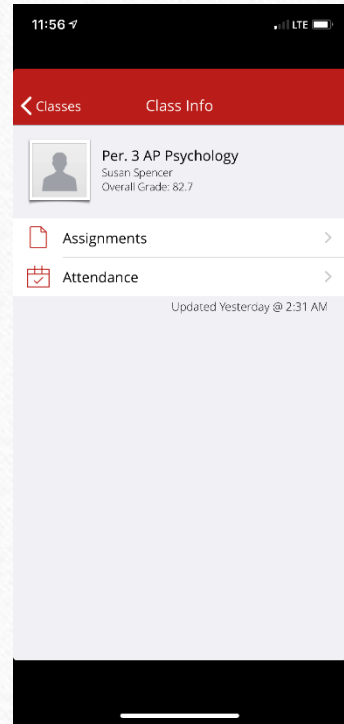 11:56 LTE
Classes Class Info
Per. 3 AP Psychology
Susan Spencer
Overall Grade: 82.7
Assignments
Attendance
Updated Yesterday @ 2:31 AM